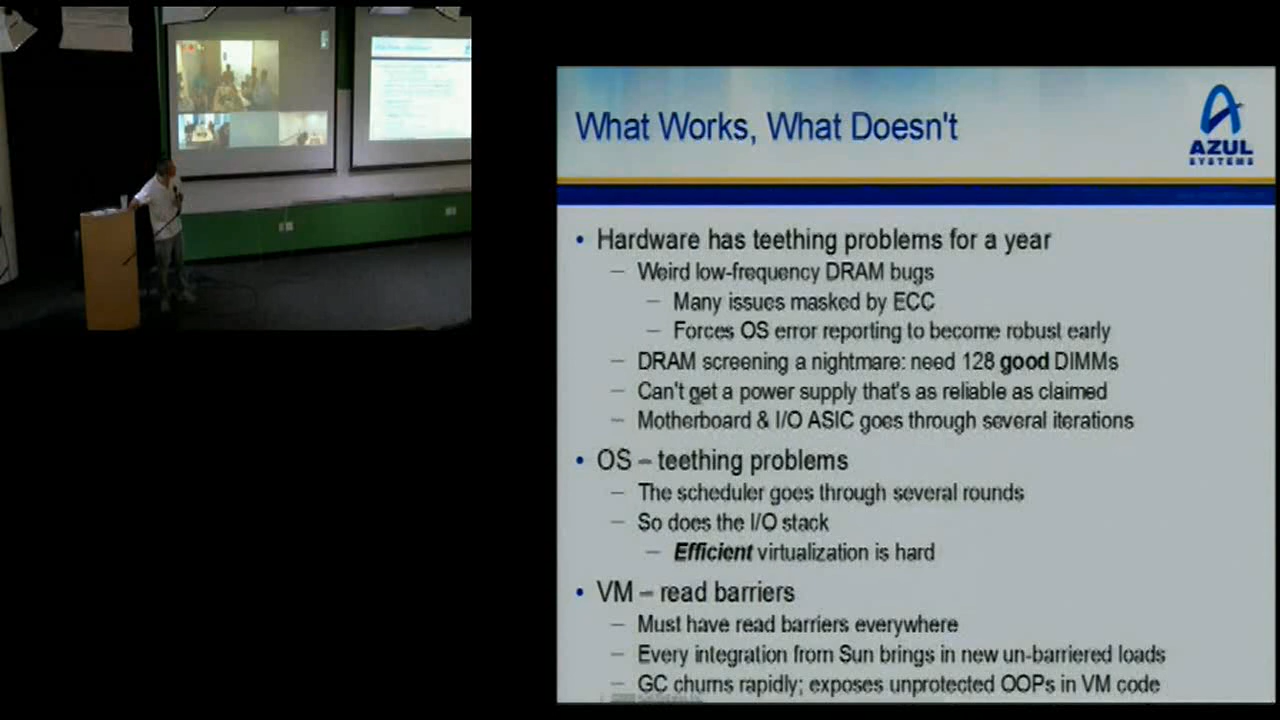 What Works, What Doesn't
AZUL
SYSTEMS
• Hardware has teething problems for a year
– Weird low-frequency DRAM bugs
– Many issues masked by ECC
– Forces OS error reporting to become robust early
– DRAM screening a nightmare: need 128 good DIMMs
– Can't get a power supply that's as reliable as claimed
– Motherboard & I/O ASIC goes through several iterations
• OS – teething problems
– The scheduler goes through several rounds
– So does the I/O stack
– Efficient virtualization is hard
• VM – read barriers
– Must have read barriers everywhere
– Every integration from Sun brings in new un-barriered loads
– GC churns rapidly; exposes unprotected OOPs in VM code